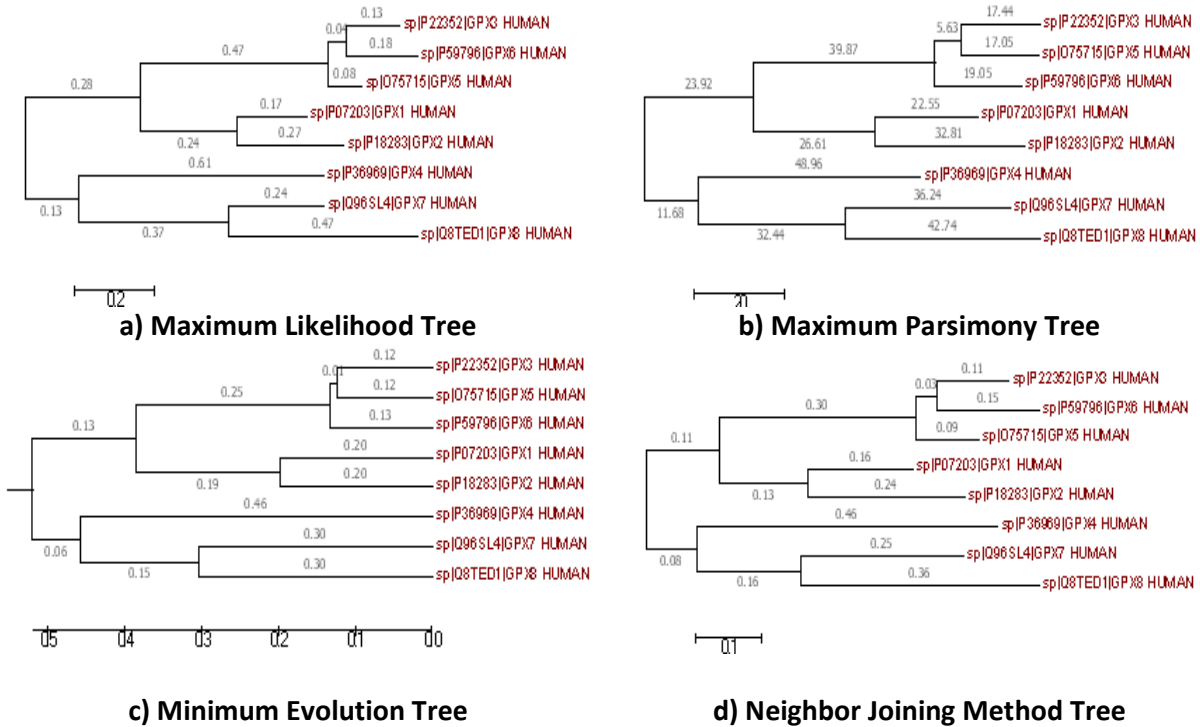 0.13
sp|P22352|GPX3 HUMAN
0.04
0.47
0.18
sp|P59796|GPX6 HUMAN
0.08
sp|O75715|GPX5 HUMAN
0.28
0.17
sp|P07203|GPX1 HUMAN
0.24
0.27
sp|P18283|GPX2 HUMAN
0.61
sp|P36969|GPX4 HUMAN
0.13
0.24
sp|Q96SL4|GPX7 HUMAN
0.37
0.47
sp|Q8TED1|GPX8 HUMAN
0.2
a) Maximum Likelihood Tree
17.44
sp|P22352|GPX3 HUMAN
5.63
39.87
17.05
sp|O75715|GPX5 HUMAN
19.05
sp|P59796|GPX6 HUMAN
23.92
22.55
sp|P07203|GPX1 HUMAN
26.61
32.81
sp|P18283|GPX2 HUMAN
48.96
sp|P36969|GPX4 HUMAN
11.68
36.24
sp|Q96SL4|GPX7 HUMAN
32.44
42.74
sp|Q8TED1|GPX8 HUMAN
20
b) Maximum Parsimony Tree
0.12
sp|P22352|GPX3 HUMAN
0.01
0.25
0.12
sp|O75715|GPX5 HUMAN
0.13
sp|P59796|GPX6 HUMAN
0.13
0.20
sp|P07203|GPX1 HUMAN
0.19
0.20
sp|P18283|GPX2 HUMAN
0.46
sp|P36969|GPX4 HUMAN
0.06
0.30
sp|Q96SL4|GPX7 HUMAN
0.15
0.30
sp|Q8TED1|GPX8 HUMAN
0.5 0.4 0.3 0.2 0.1 0.0
c) Minimum Evolution Tree
0.11
sp|P22352|GPX3 HUMAN
0.03
0.30
0.15
sp|P59796|GPX6 HUMAN
0.09
sp|O75715|GPX5 HUMAN
0.11
0.16
sp|P07203|GPX1 HUMAN
0.13
0.24
sp|P18283|GPX2 HUMAN
0.46
sp|P36969|GPX4 HUMAN
0.08
0.25
sp|Q96SL4|GPX7 HUMAN
0.16
0.36
sp|Q8TED1|GPX8 HUMAN
0.1
d) Neighbor Joining Method Tree